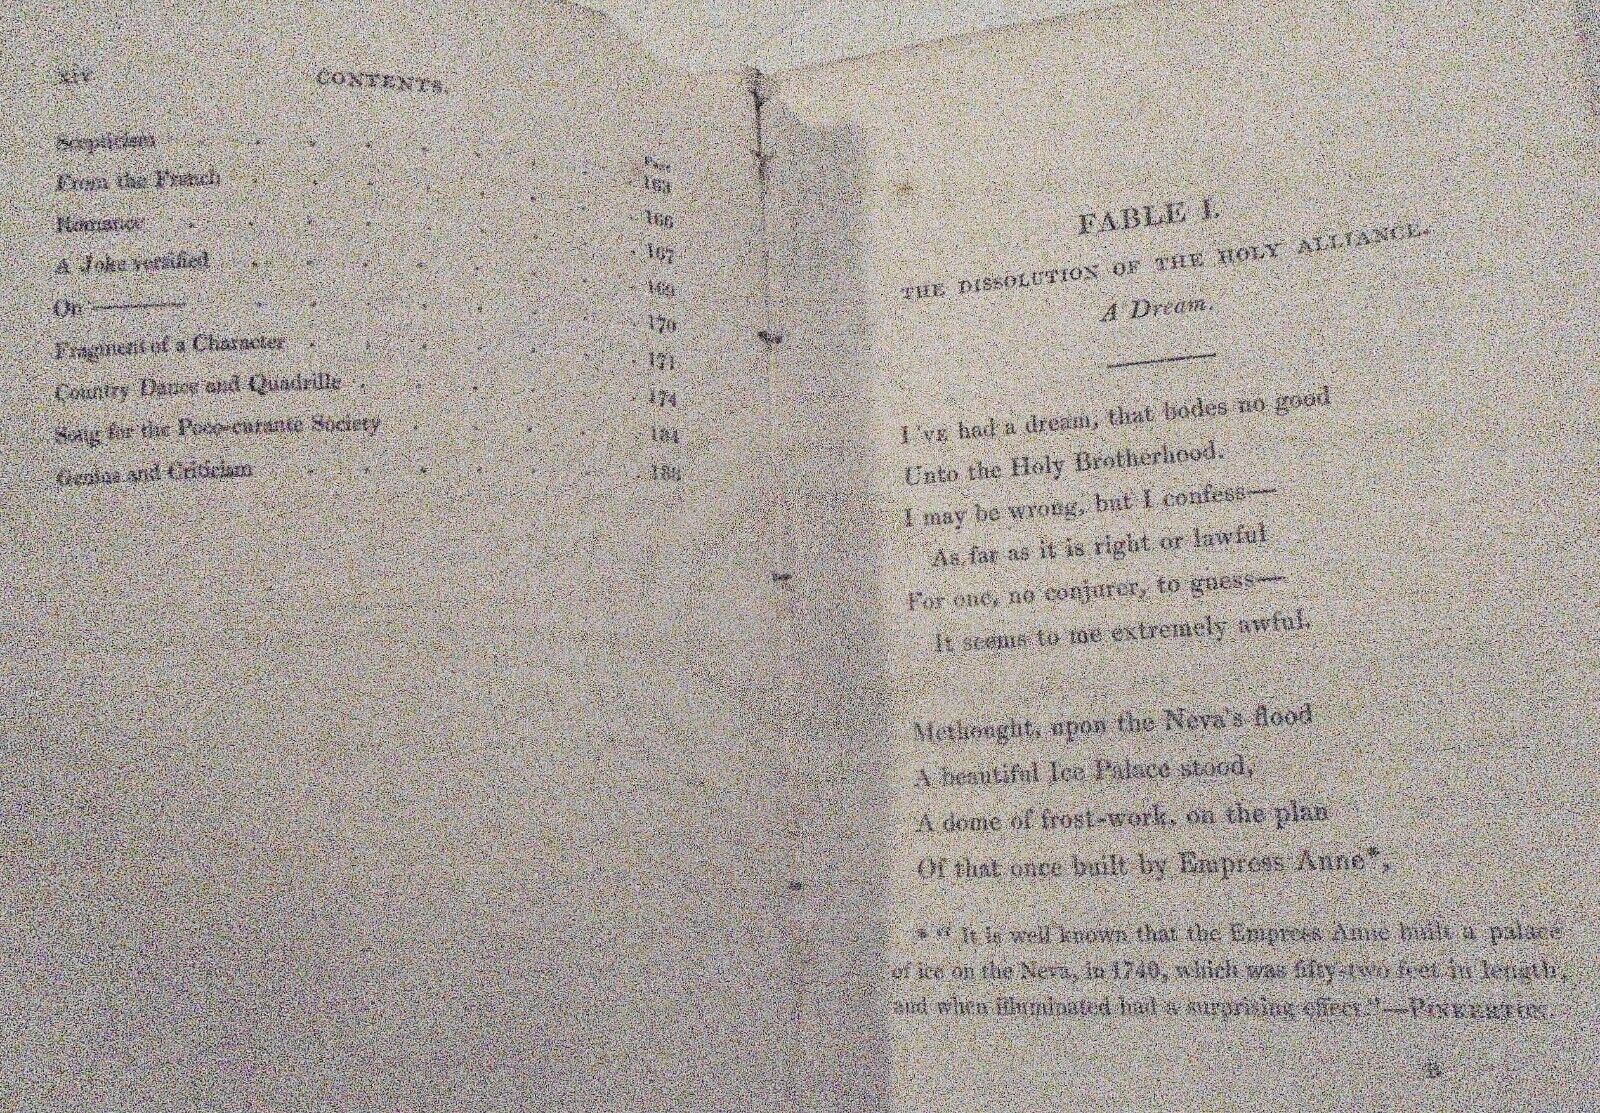 xiv CONTENTS.
Page
Scepticism . . . . . . . 163
From the French . . . . . . . 166
Romance . . . . . . . 167
A Joke versified . . . . . . . 169
On ——— . . . . . . . 170
Fragment of a Character . . . . . . 171
Country Dance and Quadrille . . . . . 174
Song for the Poco-curante Society . . . . 184
Genius and Criticism . . . . . . 186
FABLE I.
THE DISSOLUTION OF THE HOLY ALLIANCE.
A Dream.
I 'VE had a dream, that bodes no good
Unto the Holy Brotherhood.
I may be wrong, but I confess—
As far as it is right or lawful
For one, no conjurer, to guess—
It seems to me extremely awful.
Methought, upon the Neva's flood
A beautiful Ice Palace stood,
A dome of frost-work, on the plan
Of that once built by Empress Anne*,
* “ It is well known that the Empress Anne built a palace
of ice on the Neva, in 1740, which was fifty-two feet in length,
and when illuminated had a surprising effect.”—PINKERTON.
B